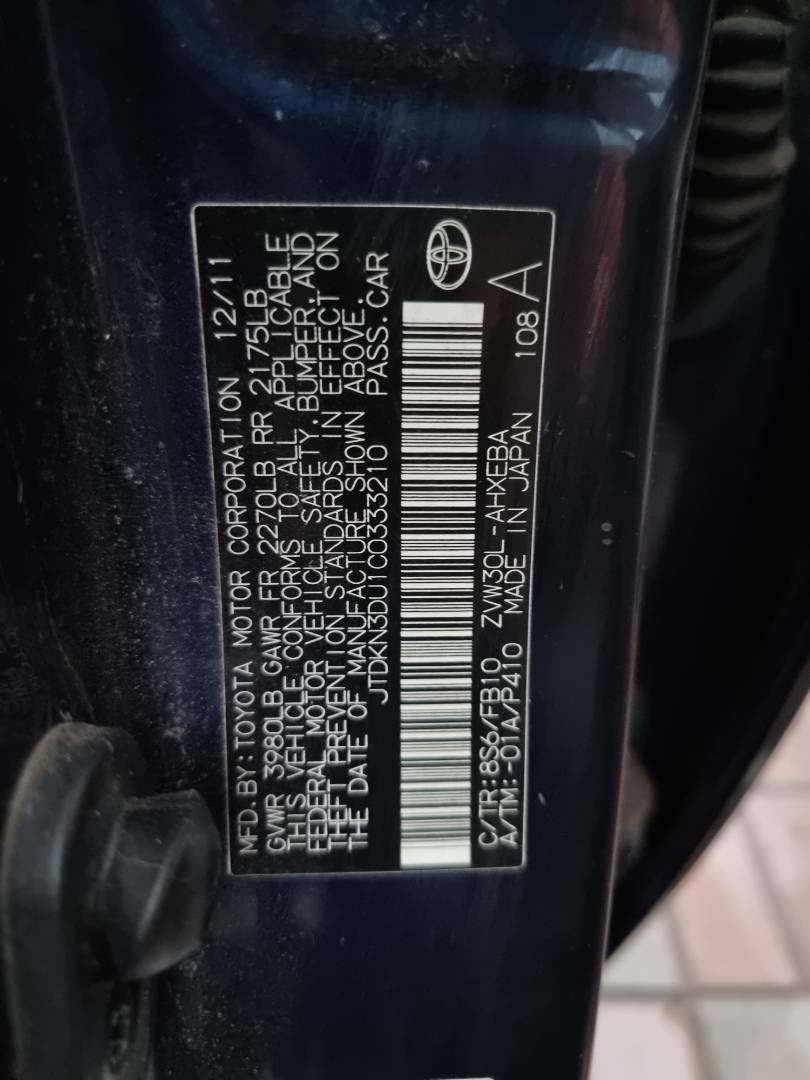 MFD.BY:TOYOTA MOTOR CORPORATION 12/11
GVWR 3980LB GAWR FR 2270LB RR 2175LB
THIS VEHICLE CONFORMS TO ALL APPLICABLE
FEDERAL MOTOR VEHICLE SAFETY,BUMPER,AND
THEFT PREVENTION STANDARDS IN EFFECT ON
THE DATE OF MANUFACTURE SHOWN ABOVE.
JTDKN3DU1C0333210 PASS.CAR
C/TR:8S6/FB10 ZVW30L-AHXEBA 108
A/TM:-01A/P410 MADE IN JAPAN A